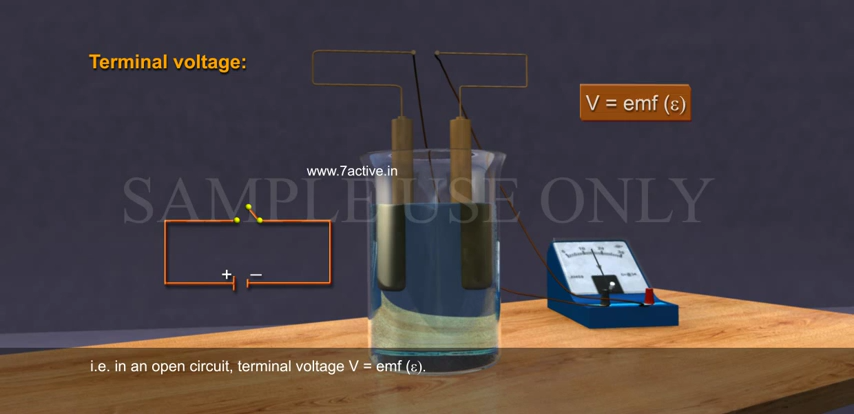 Terminal voltage:
V = emf (ε)
www.7active.in
SAMPLE USE ONLY
+ –
i.e. in an open circuit, terminal voltage V = emf (ε).